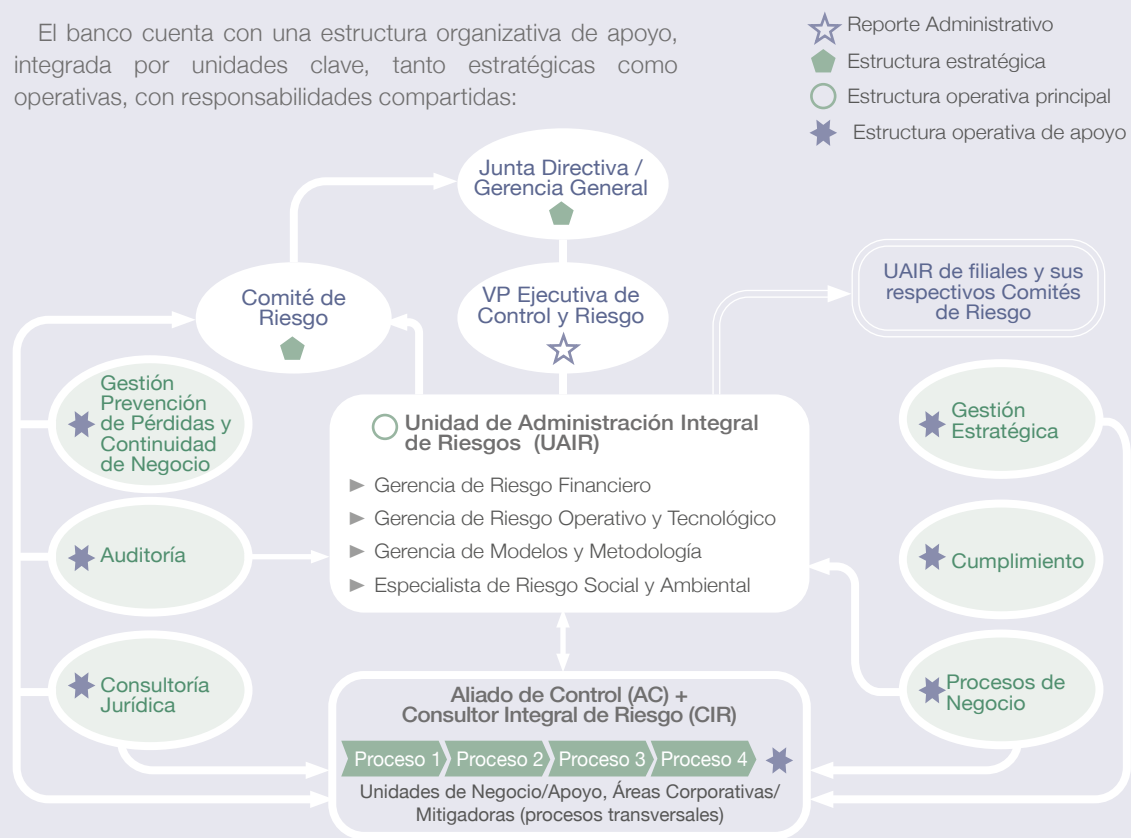 El banco cuenta con una estructura organizativa de apoyo,
integrada por unidades clave, tanto estratégicas como
operativas, con responsabilidades compartidas:
Reporte Administrativo
Estructura estratégica
Estructura operativa principal
Estructura operativa de apoyo
Junta Directiva /
Gerencia General
Comité de
Riesgo
VP Ejecutiva de
Control y Riesgo
UAIR de filiales y sus
respectivos Comités
de Riesgo
Gestión
Prevención
de Pérdidas y
Continuidad
de Negocio
Auditoría
Consultoría
Jurídica
Unidad de Administración Integral
de Riesgos (UAIR)
► Gerencia de Riesgo Financiero
► Gerencia de Riesgo Operativo y Tecnológico
► Gerencia de Modelos y Metodología
► Especialista de Riesgo Social y Ambiental
Gestión
Estratégica
Cumplimiento
Procesos de
Negocio
Aliado de Control (AC) +
Consultor Integral de Riesgo (CIR)
Proceso 1 Proceso 2 Proceso 3 Proceso 4
Unidades de Negocio/Apoyo, Áreas Corporativas/
Mitigadoras (procesos transversales)